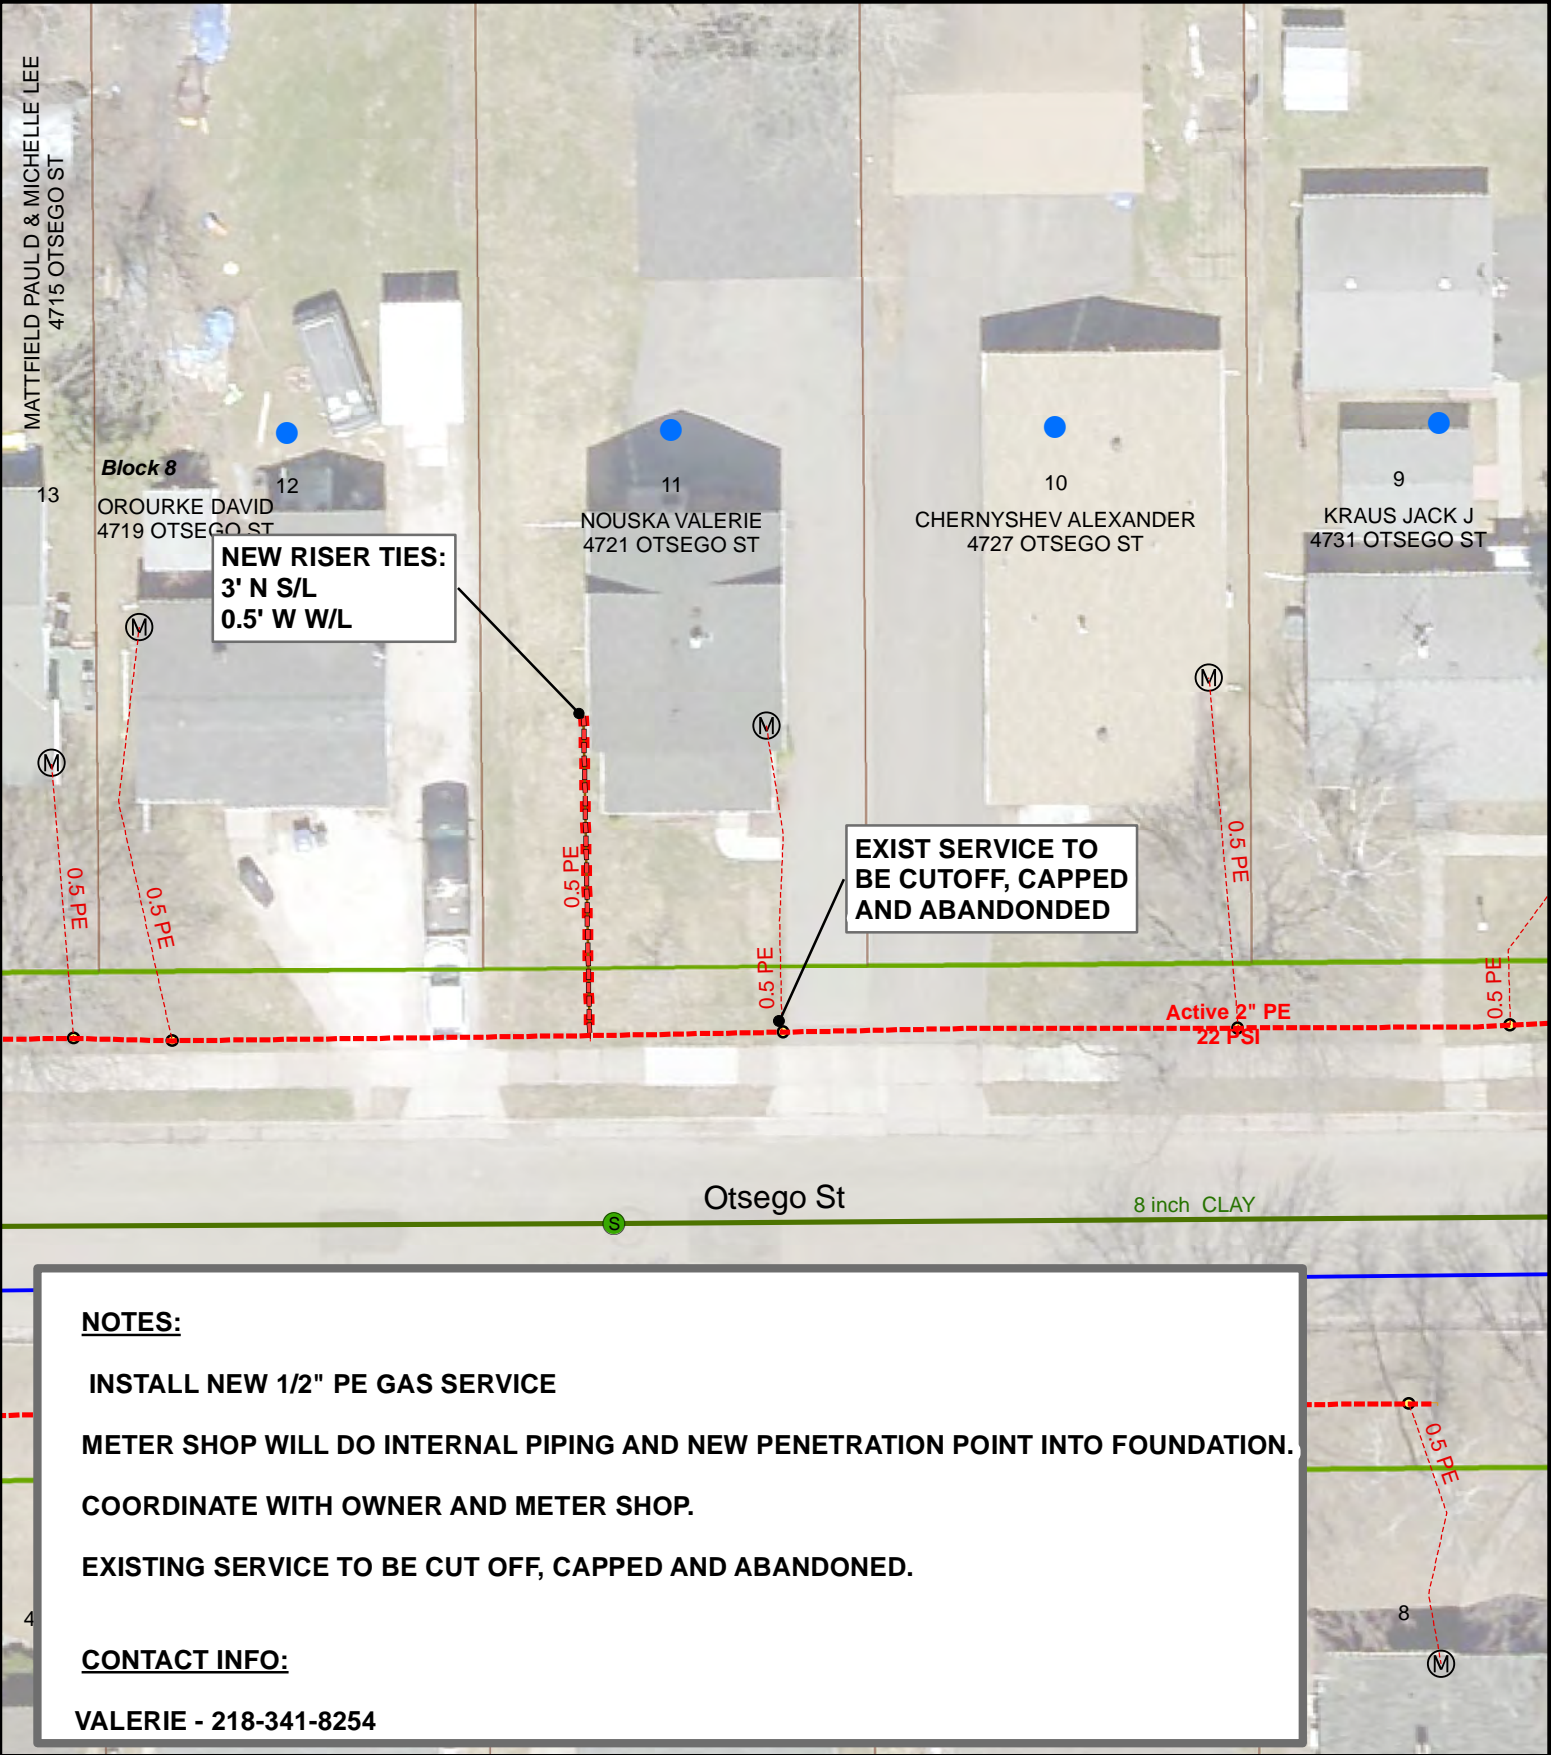 MATTFIELD PAUL D & MICHELLE LEE
4715 OTSEGO ST
13
Block 8
12
OROURKE DAVID
4719 OTSEGO ST
11
NOUSKA VALERIE
4721 OTSEGO ST
10
CHERNYSHEV ALEXANDER
4727 OTSEGO ST
9
KRAUS JACK J
4731 OTSEGO ST
NEW RISER TIES:
3' N S/L
0.5' W W/L
M
M
M
M
0.5 PE
0.5 PE
0.5 PE
0.5 PE
0.5 PE
0.5 PE
EXIST SERVICE TO
BE CUTOFF, CAPPED
AND ABANDONDED
Active 2" PE
22 PSI
Otsego St
8 inch CLAY
S
NOTES:
INSTALL NEW 1/2" PE GAS SERVICE
METER SHOP WILL DO INTERNAL PIPING AND NEW PENETRATION POINT INTO FOUNDATION.
COORDINATE WITH OWNER AND METER SHOP.
EXISTING SERVICE TO BE CUT OFF, CAPPED AND ABANDONED.
CONTACT INFO:
VALERIE - 218-341-8254
0.5 PE
4
8
M